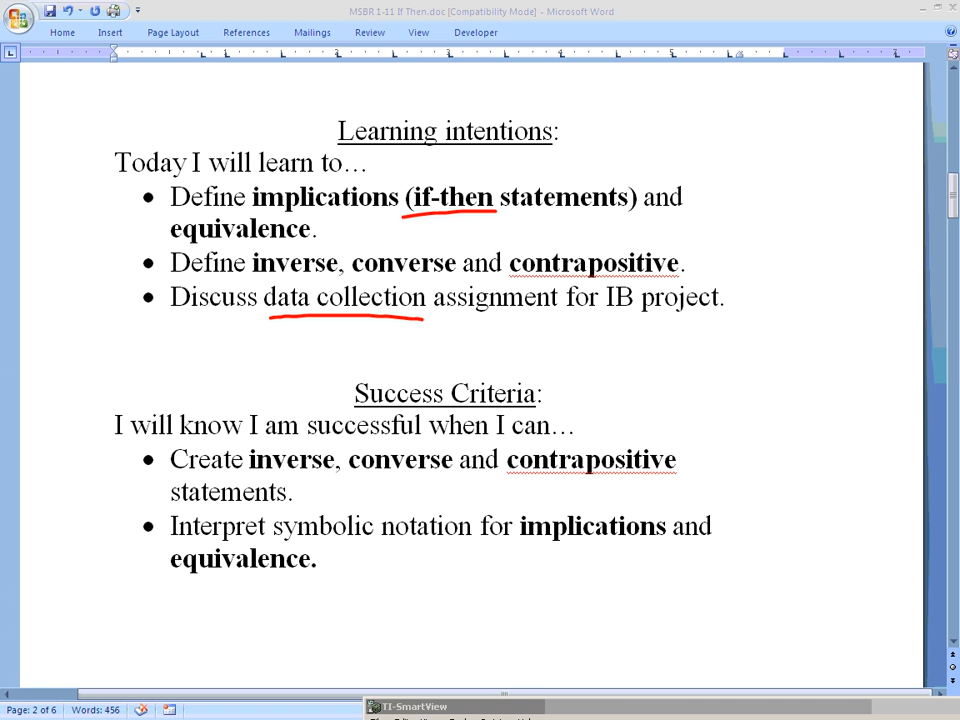 MSBR 1-11 If Then.doc [Compatibility Mode] - Microsoft Word
Home Insert Page Layout References Mailings Review View Developer
Learning intentions:
Today I will learn to…
• Define implications (if-then statements) and
equivalence.
• Define inverse, converse and contrapositive.
• Discuss data collection assignment for IB project.
Success Criteria:
I will know I am successful when I can…
• Create inverse, converse and contrapositive
statements.
• Interpret symbolic notation for implications and
equivalence.
Page: 2 of 6 Words: 456
TI-SmartView